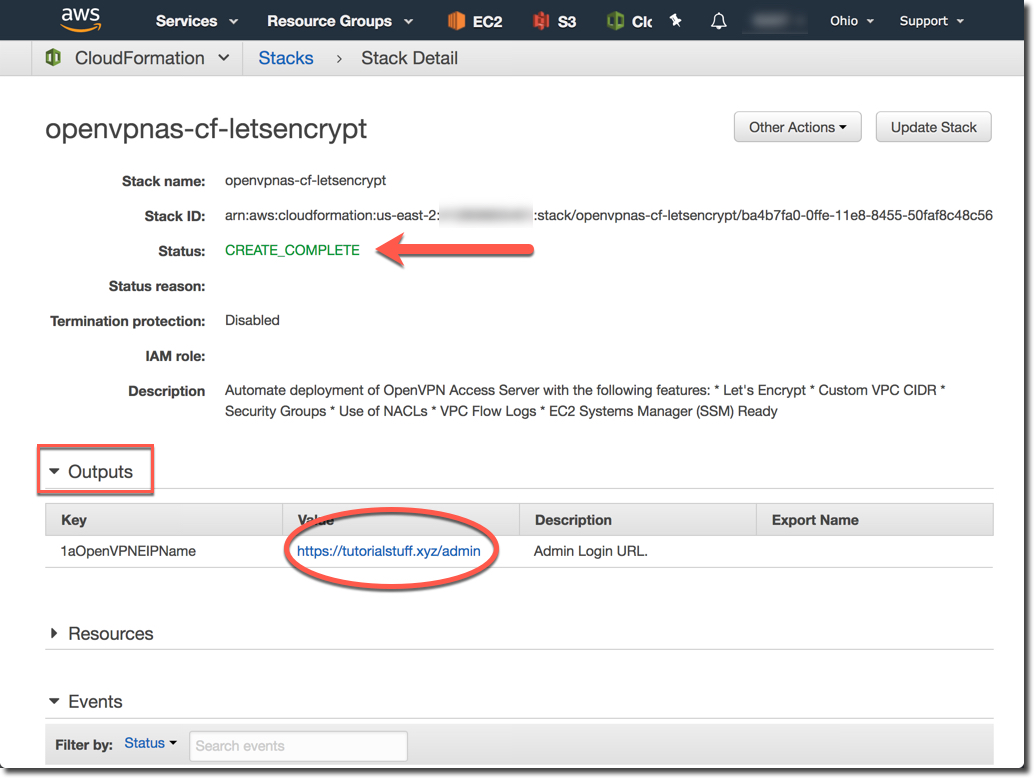 aws Services Resource Groups EC2 S3 Clo Ohio Support
CloudFormation Stacks > Stack Detail
openvpnas-cf-letsencrypt Other Actions Update Stack
Stack name: openvpnas-cf-letsencrypt
Stack ID: arn:aws:cloudformation:us-east-2: :stack/openvpnas-cf-letsencrypt/ba4b7fa0-0ffe-11e8-8455-50faf8c48c56
Status: CREATE_COMPLETE
Status reason:
Termination protection: Disabled
IAM role:
Description Automate deployment of OpenVPN Access Server with the following features: * Let's Encrypt * Custom VPC CIDR *
Security Groups * Use of NACLs * VPC Flow Logs * EC2 Systems Manager (SSM) Ready
Outputs
Key Value Description Export Name
1aOpenVPNEIPName https://tutorialstuff.xyz/admin Admin Login URL.
Resources
Events
Filter by: Status Search events